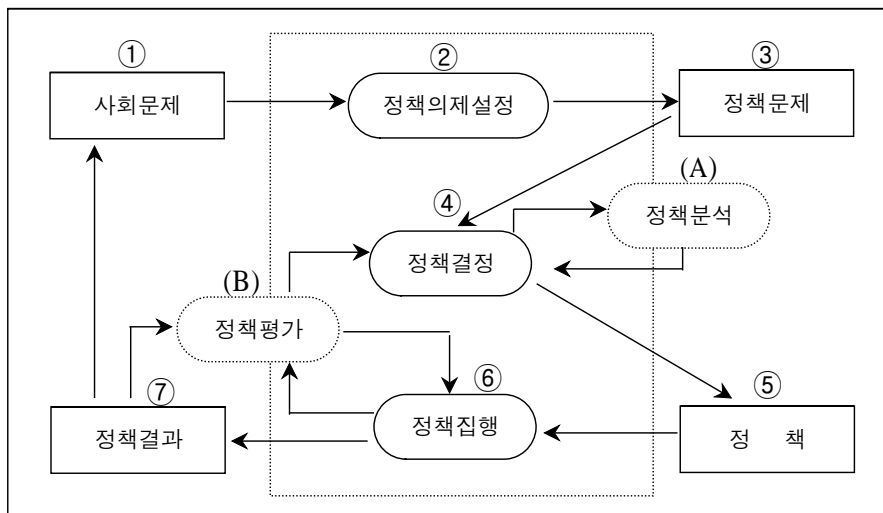 ①
사회문제
②
정책의제설정
③
정책문제
(A)
정책분석
④
정책결정
(B)
정책평가
⑤
정 책
⑥
정책집행
⑦
정책결과